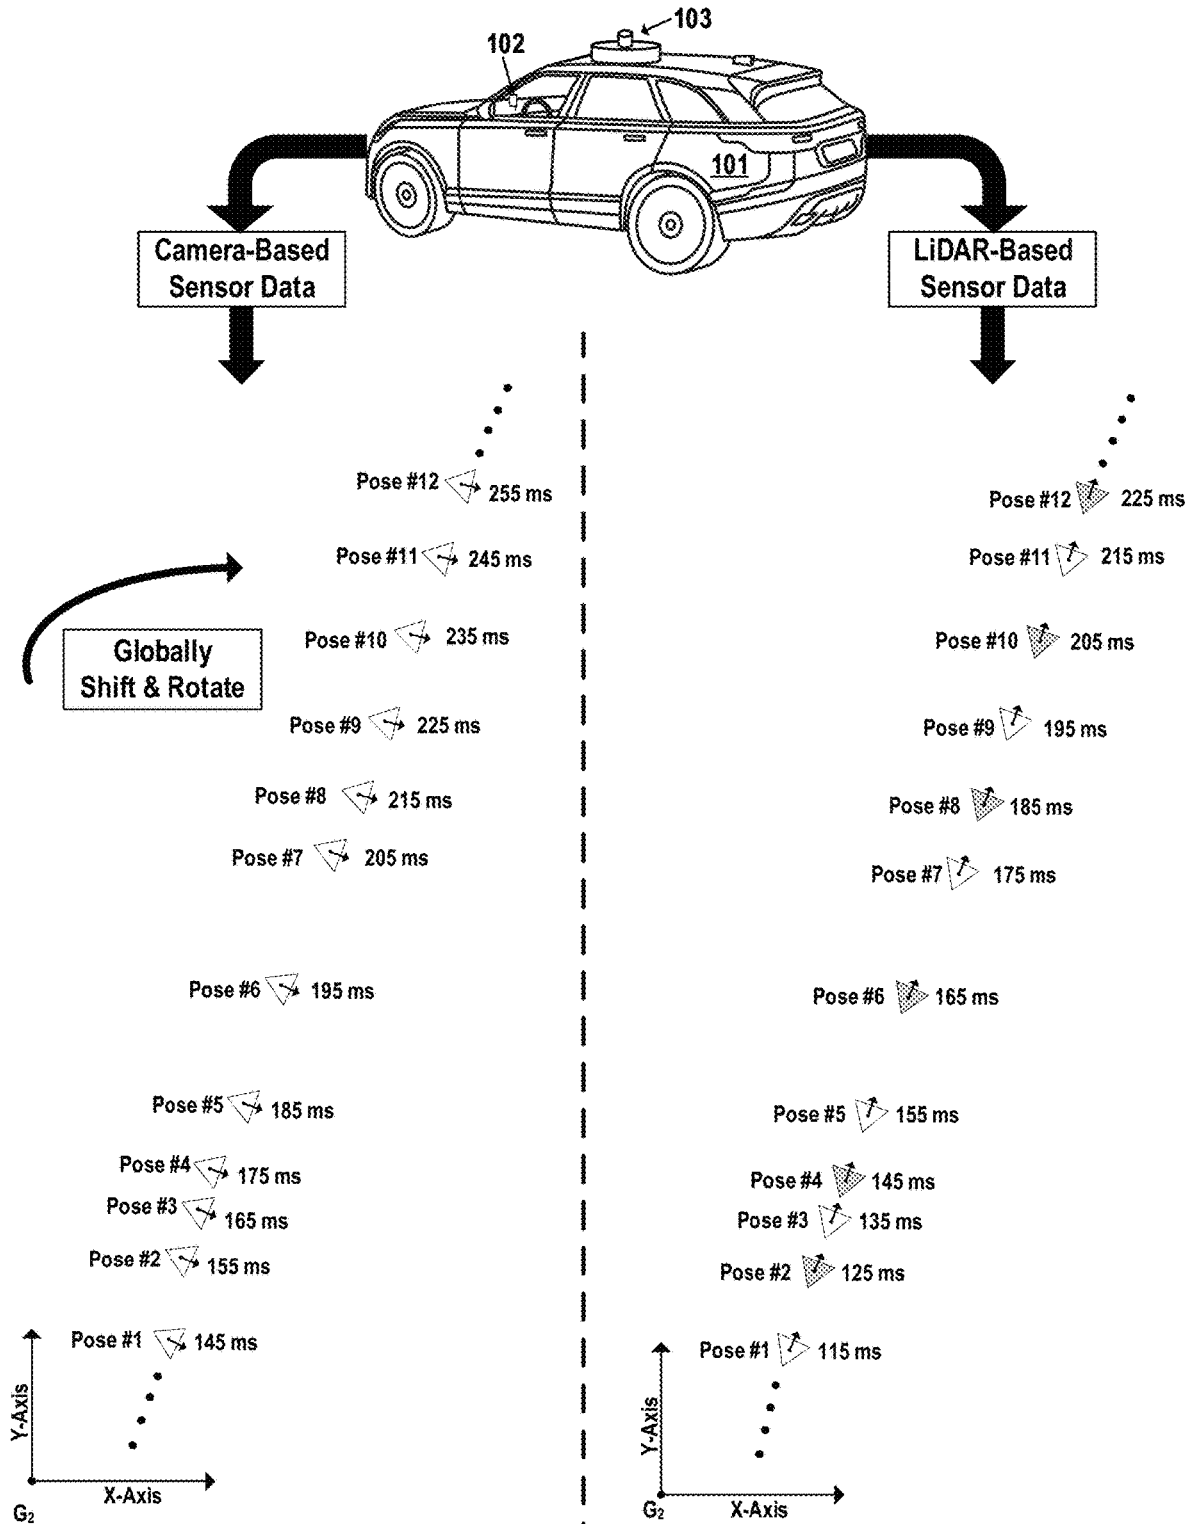 103
102
101
Camera-Based
Sensor Data
LiDAR-Based
Sensor Data
Pose #12 255 ms
Pose #11 245 ms
Pose #10 235 ms
Globally
Shift & Rotate
Pose #9 225 ms
Pose #8 215 ms
Pose #7 205 ms
Pose #6 195 ms
Pose #5 185 ms
Pose #4 175 ms
Pose #3 165 ms
Pose #2 155 ms
Pose #1 145 ms
Y-Axis
X-Axis
G2
Pose #12 225 ms
Pose #11 215 ms
Pose #10 205 ms
Pose #9 195 ms
Pose #8 185 ms
Pose #7 175 ms
Pose #6 165 ms
Pose #5 155 ms
Pose #4 145 ms
Pose #3 135 ms
Pose #2 125 ms
Pose #1 115 ms
Y-Axis
X-Axis
G2